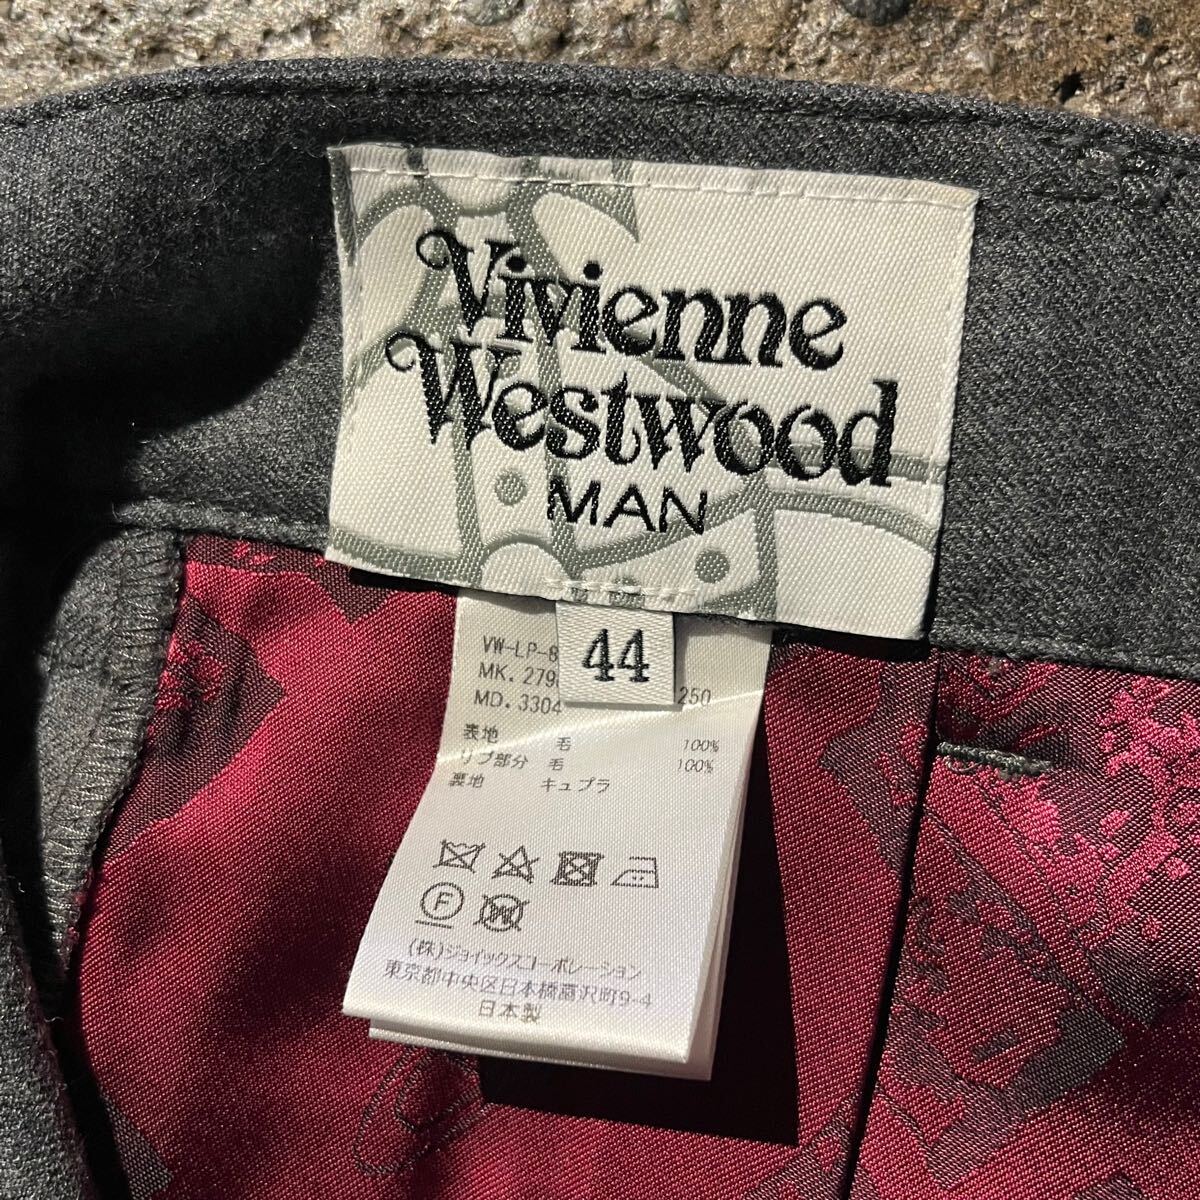 Vivienne
Westwood
MAN
44
VW-LP-8
MK. 279
250
MD. 3304
表地 毛 100%
リブ部分 毛 100%
裏地 キュプラ
F
W
(株)ジョイックスコーポレーション
東京都中央区日本橋富沢町9-4
日本製